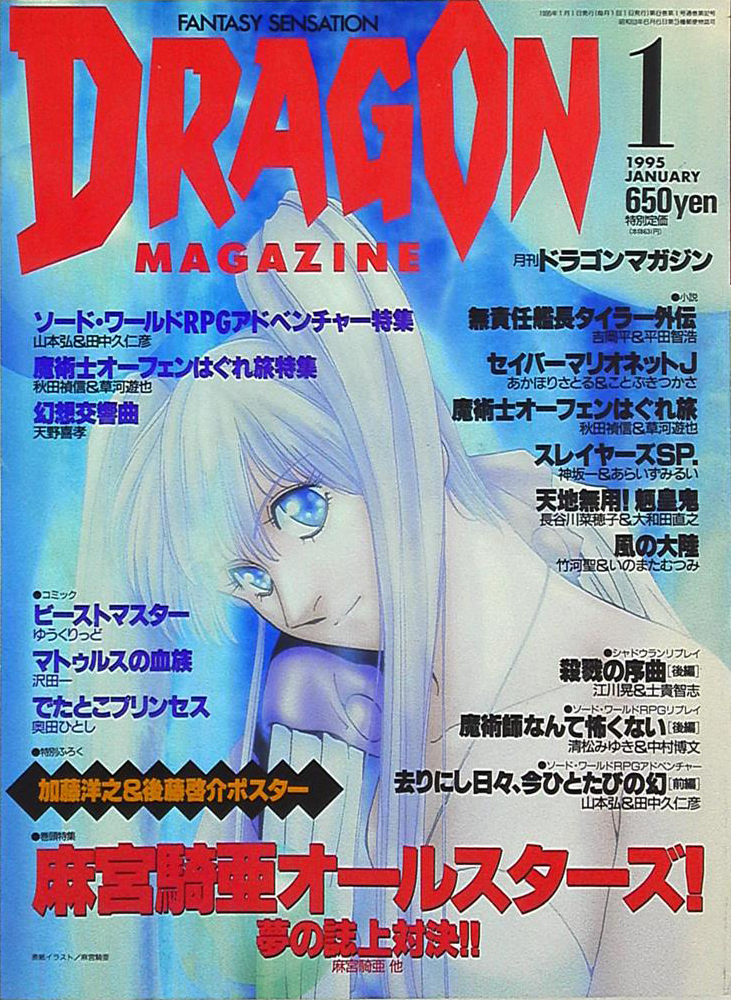 FANTASY SENSATION
DRAGON
MAGAZINE
1
1995
JANUARY
650yen
特別定価
(本体631円)
月刊ドラゴンマガジン
ソード・ワールドRPGアドベンチャー特集
山本弘&田中久仁彦
魔術士オーフェンはぐれ旅特集
秋田禎信&草河遊也
幻想交響曲
天野喜孝
●小説
無責任艦長タイラー外伝
吉岡平&平田智浩
セイバーマリオネットJ
あかほりさとる&ことぶきつかさ
魔術士オーフェンはぐれ旅
秋田禎信&草河遊也
スレイヤーズSP.
神坂一&あらいずみるい
天地無用!魎皇鬼
長谷川菜穂子&大和田直之
風の大陸
竹河聖&いのまたむつみ
●コミック
ビーストマスター
ゆうくりっど
マトゥルスの血族
沢田一
でたとこプリンセス
奥田ひとし
●シャドウランリプレイ
殺戮の序曲[後編]
江川晃&士貴智志
●ソード・ワールドRPGリプレイ
魔術師なんて怖くない[後編]
清松みゆき&中村博文
●ソード・ワールドRPGアドベンチャー
去りにし日々、今ひとたびの幻[前編]
山本弘&田中久仁彦
●特別ふろく
加藤洋之&後藤啓介ポスター
●巻頭特集
麻宮騎亜オールスターズ!
夢の誌上対決!!
麻宮騎亜 他
表紙イラスト/麻宮騎亜